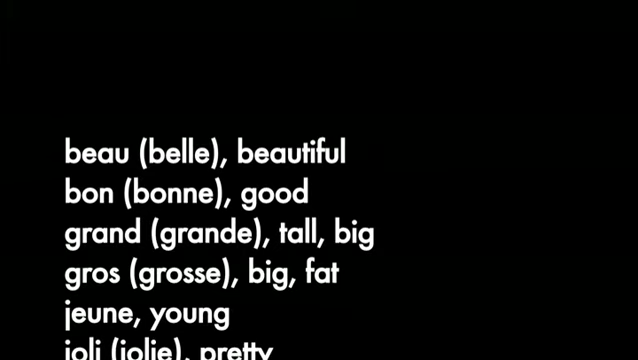 beau (belle), beautiful
bon (bonne), good
grand (grande), tall, big
gros (grosse), big, fat
jeune, young
joli (jolie), pretty